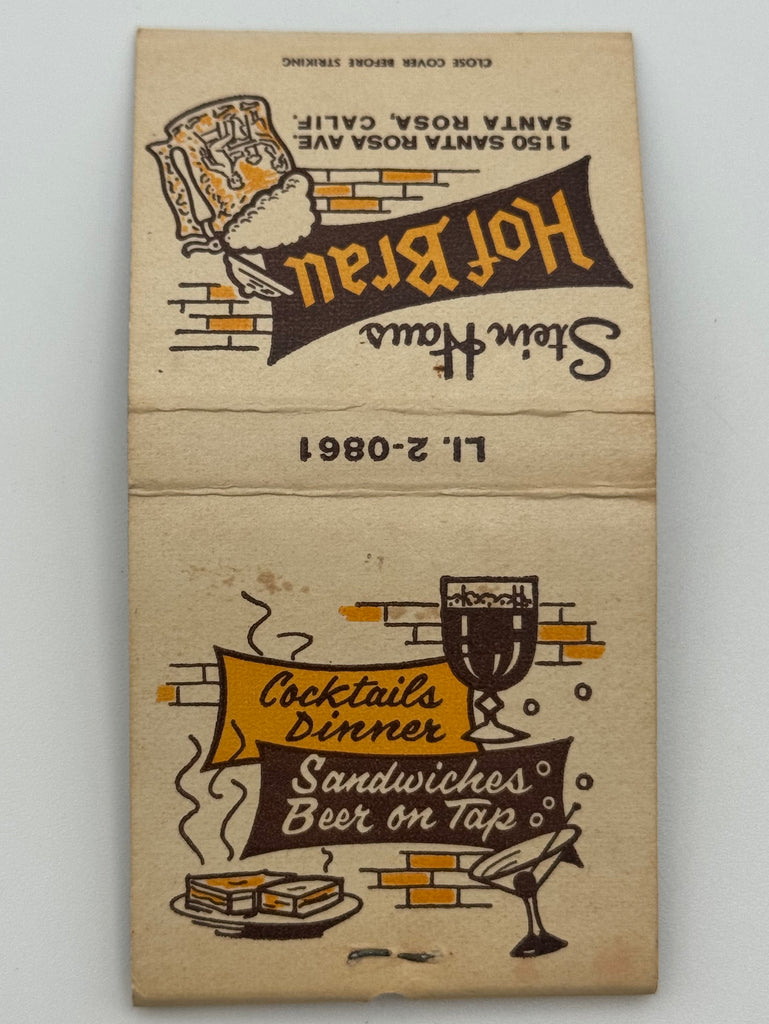 Stein Haus
Hof Brau
1150 SANTA ROSA AVE.
SANTA ROSA, CALIF.
CLOSE COVER BEFORE STRIKING
LI. 2-0861
Cocktails
Dinner
Sandwiches
Beer on Tap